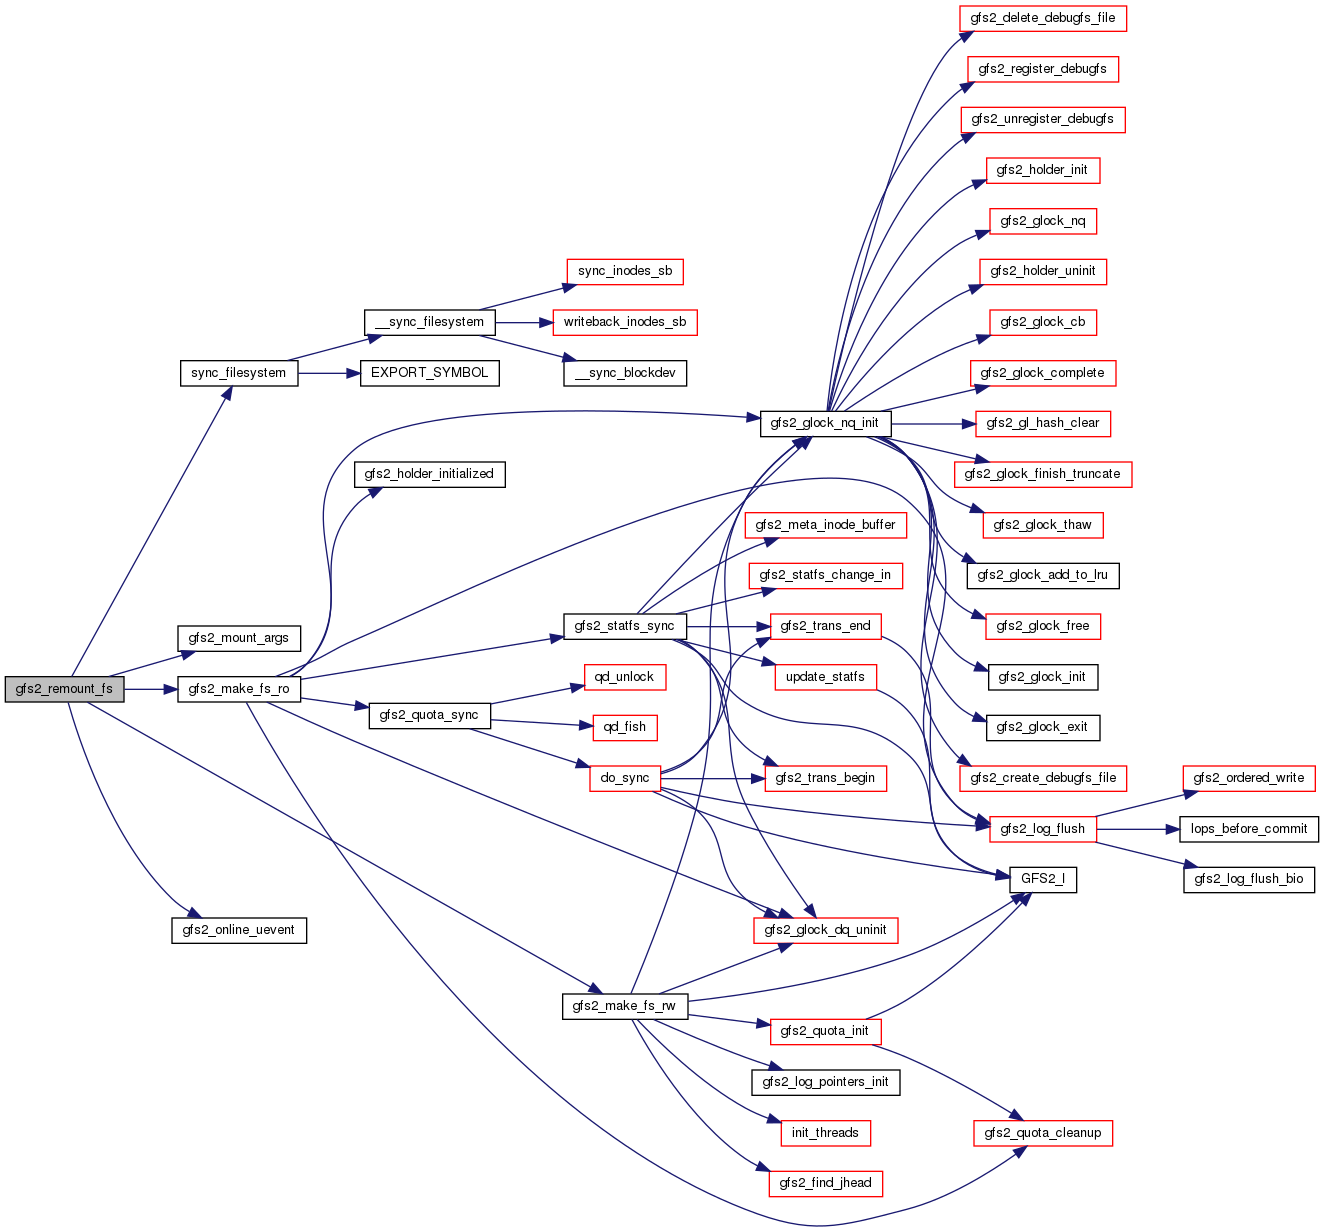 gfs2_delete_debugfs_file
gfs2_register_debugfs
gfs2_unregister_debugfs
gfs2_holder_init
gfs2_glock_nq
sync_inodes_sb
gfs2_holder_uninit
__sync_filesystem
writeback_inodes_sb
gfs2_glock_cb
sync_filesystem
EXPORT_SYMBOL
__sync_blockdev
gfs2_glock_complete
gfs2_glock_nq_init
gfs2_gl_hash_clear
gfs2_holder_initialized
gfs2_glock_finish_truncate
gfs2_meta_inode_buffer
gfs2_glock_thaw
gfs2_statfs_change_in
gfs2_glock_add_to_lru
gfs2_mount_args
gfs2_statfs_sync
gfs2_trans_end
gfs2_glock_free
gfs2_remount_fs
gfs2_make_fs_ro
qd_unlock
update_statfs
gfs2_glock_init
gfs2_quota_sync
qd_fish
gfs2_glock_exit
do_sync
gfs2_trans_begin
gfs2_create_debugfs_file
gfs2_ordered_write
gfs2_log_flush
lops_before_commit
GFS2_I
gfs2_log_flush_bio
gfs2_online_uevent
gfs2_glock_dq_uninit
gfs2_make_fs_rw
gfs2_quota_init
gfs2_log_pointers_init
init_threads
gfs2_quota_cleanup
gfs2_find_jhead